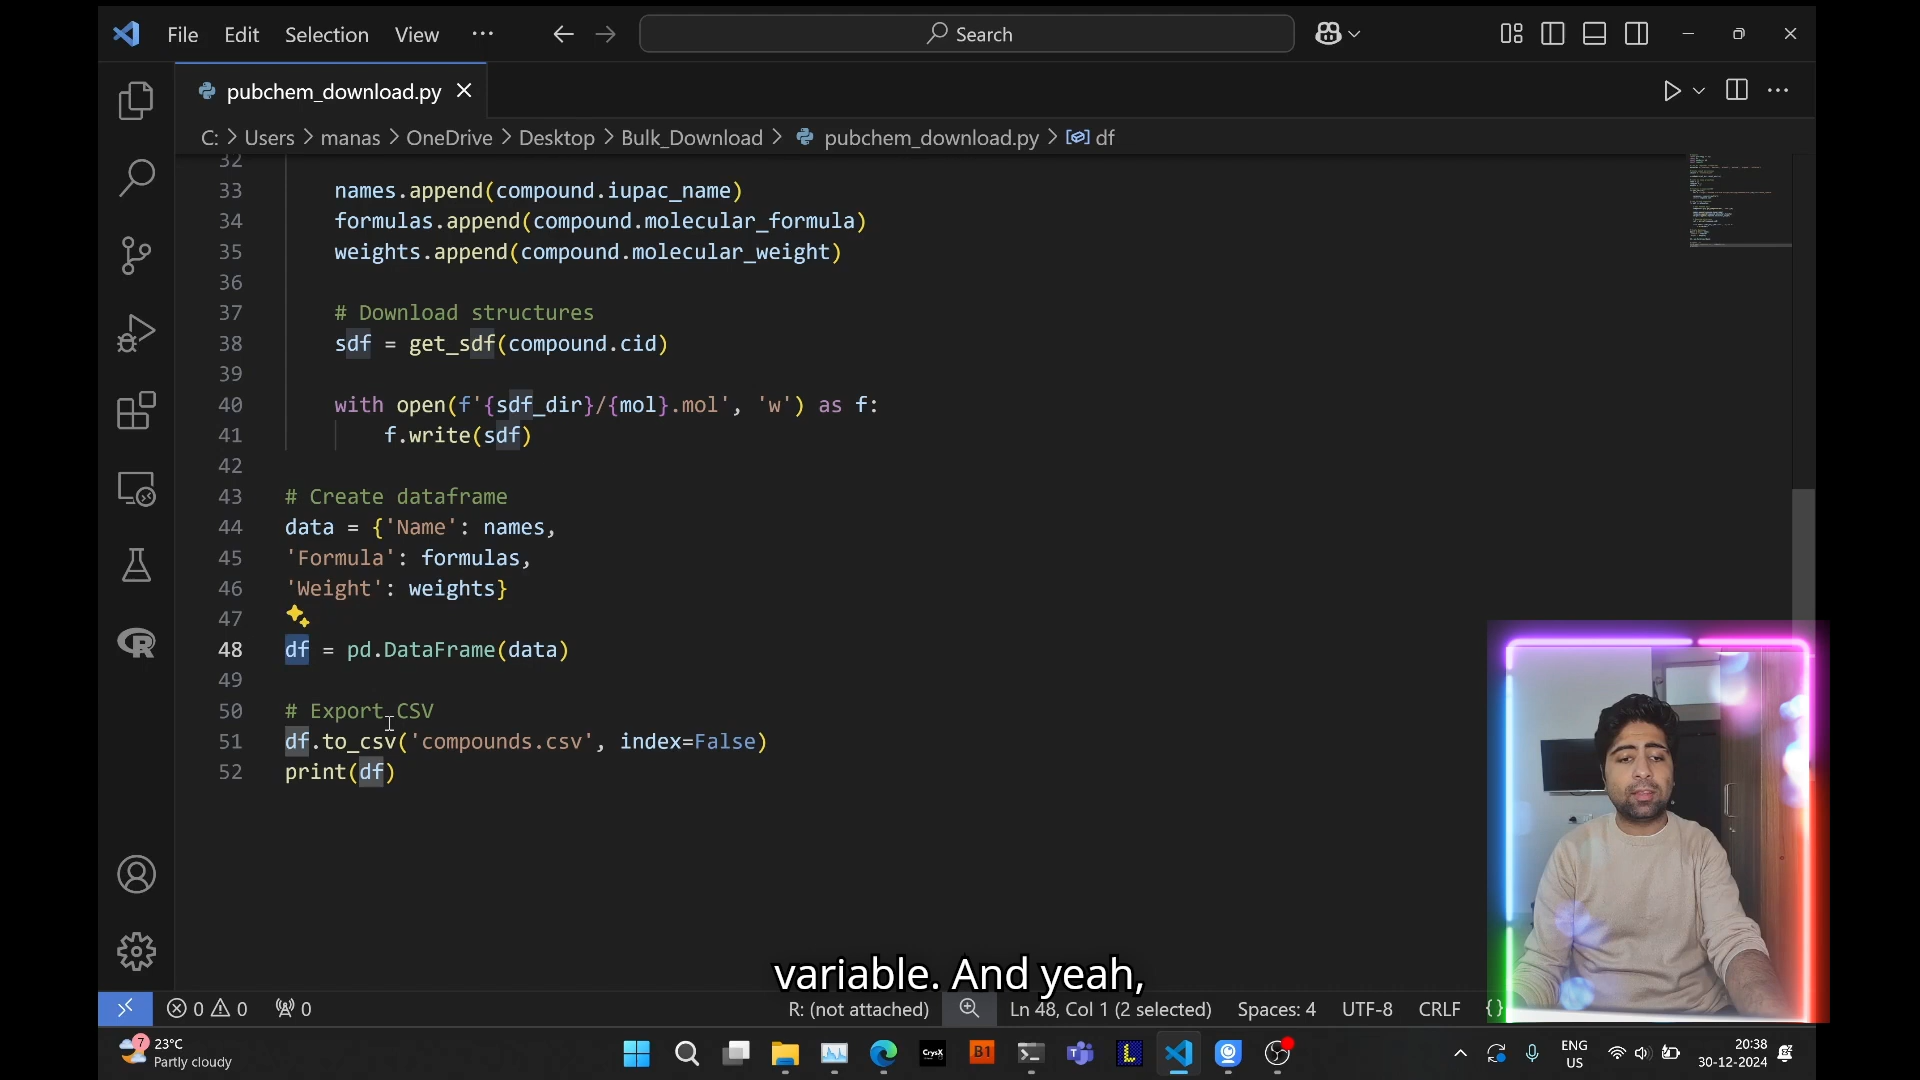 File Edit Selection View ...
Search
pubchem_download.py
C: > Users > manas > OneDrive > Desktop > Bulk_Download > pubchem_download.py > df
32
33 names.append(compound.iupac_name)
34 formulas.append(compound.molecular_formula)
35 weights.append(compound.molecular_weight)
36
37 # Download structures
38 sdf = get_sdf(compound.cid)
39
40 with open(f'{sdf_dir}/{mol}.mol', 'w') as f:
41 f.write(sdf)
42
43 # Create dataframe
44 data = {'Name': names,
45 'Formula': formulas,
46 'Weight': weights}
47
48 df = pd.DataFrame(data)
49
50 # Export CSV
51 df.to_csv('compounds.csv', index=False)
52 print(df)
variable. And yeah,
0 0 0 R: (not attached) Ln 48, Col 1 (2 selected) Spaces: 4 UTF-8 CRLF {}
7 23°C
Partly cloudy
CrysX
B1
ENG
US
20:38
30-12-2024